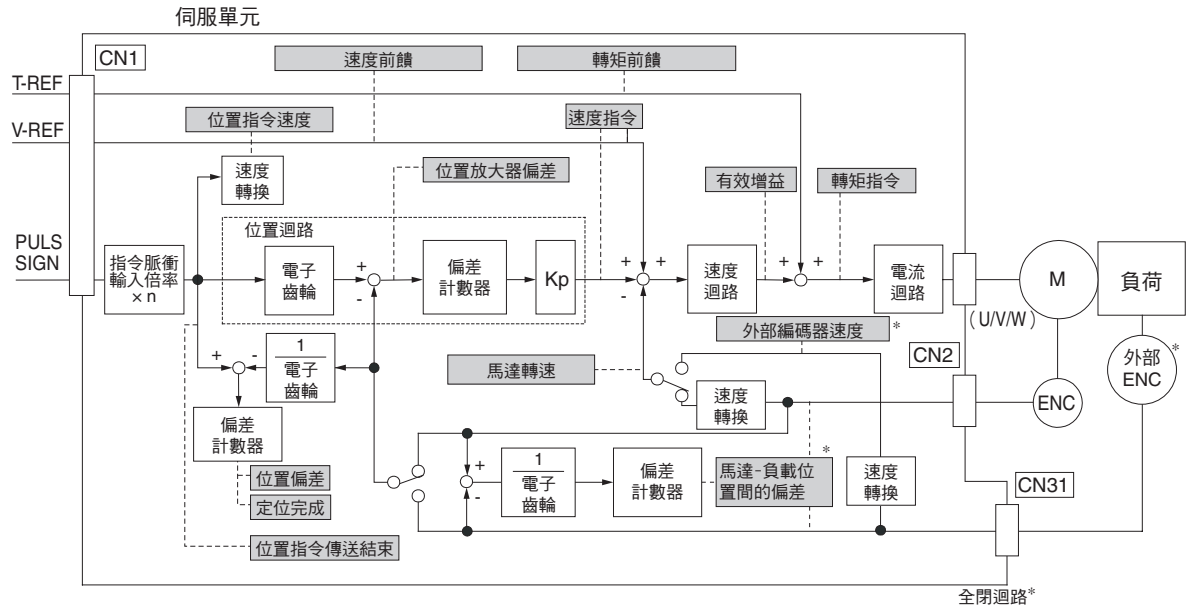 伺服單元
CN1
速度前饋
轉矩前饋
T-REF
V-REF
位置指令速度
速度指令
速度
轉換
位置放大器偏差
有效增益
轉矩指令
位置迴路
PULS
SIGN
指令脈衝
輸入倍率
×n
電子
齒輪
+
-
偏差
計數器
Kp
+
+
-
速度
迴路
+
+
電流
迴路
M
負荷
(U/V/W)
外部編碼器速度
*
CN2
外部
ENC
*
+
-
1
電子
齒輪
馬達轉速
速度
轉換
ENC
偏差
計數器
位置偏差
定位完成
+
-
1
電子
齒輪
偏差
計數器
馬達-負載位
置間的偏差
*
速度
轉換
CN31
位置指令傳送結束
全閉迴路*